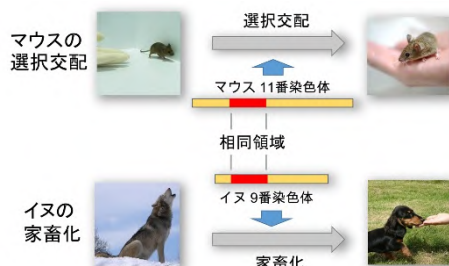 マウスの
選択交配
選択交配
マウス 11番染色体
相同領域
イヌ 9番染色体
イヌの
家畜化
家畜化